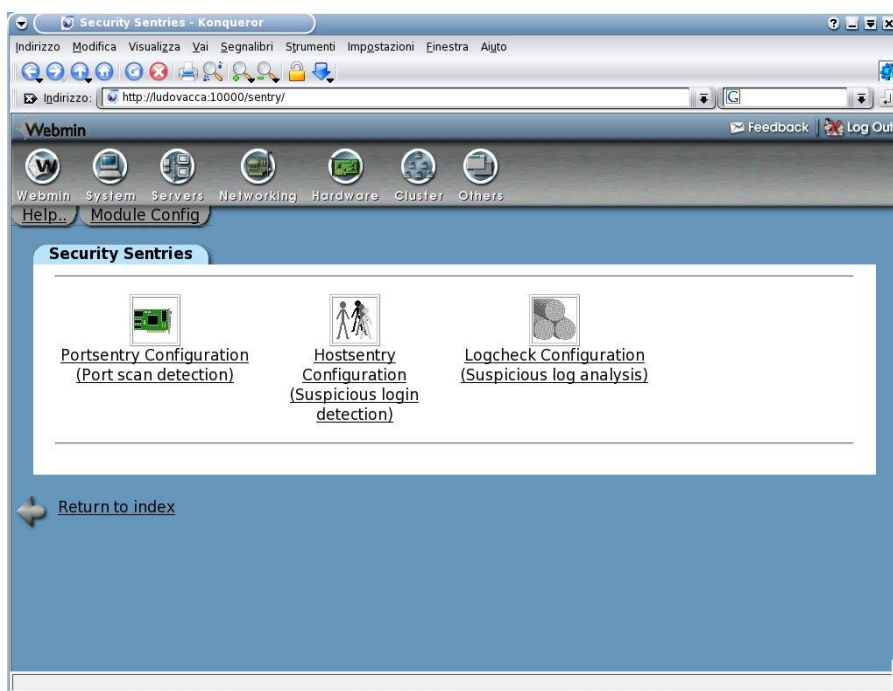 Security Sentries - Konqueror
Indirizzo Modifica Visualizza Vai Segnalibri Strumenti Impostazioni Finestra Aiuto
Indirizzo: http://ludovacca:10000/sentry/
Webmin
Feedback Log Out
Webmin System Servers Networking Hardware Cluster Others
Help.. Module Config
Security Sentries
Portsentry Configuration
(Port scan detection)
Hostsentry
Configuration
(Suspicious login
detection)
Logcheck Configuration
(Suspicious log analysis)
Return to index